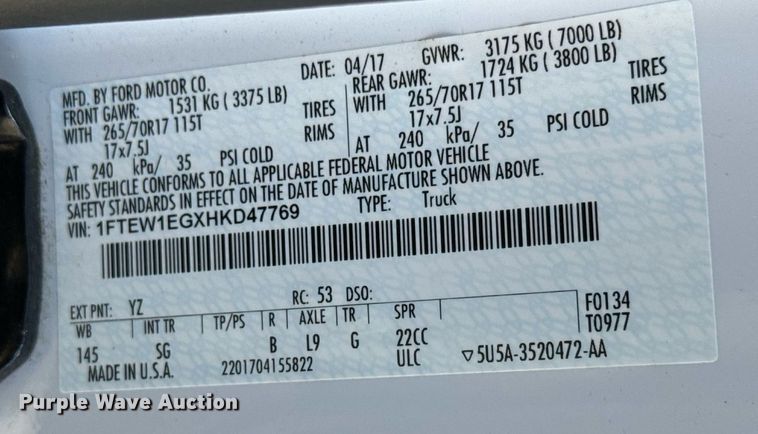 MFD. BY FORD MOTOR CO.
DATE: 04/17 GVWR: 3175 KG ( 7000 LB)
FRONT GAWR: 1531 KG ( 3375 LB) REAR GAWR: 1724 KG ( 3800 LB)
WITH 265/70R17 115T TIRES WITH 265/70R17 115T TIRES
17x7.5J RIMS 17x7.5J RIMS
AT 240 kPa/ 35 PSI COLD AT 240 kPa/ 35 PSI COLD
THIS VEHICLE CONFORMS TO ALL APPLICABLE FEDERAL MOTOR VEHICLE
SAFETY STANDARDS IN EFFECT ON THE DATE OF MANUFACTURE SHOWN ABOVE.
VIN: 1FTEW1EGXHKD47769 TYPE: Truck
EXT PNT: YZ RC: 53 DSO:
WB INT TR TP/PS R AXLE TR SPR F0134
145 SG B L9 G 22CC T0977
MADE IN U.S.A. 2201704155822 ULC ▽5U5A-3520472-AA
Purple Wave Auction